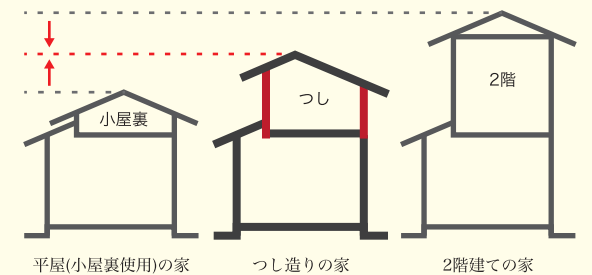 小屋裏
つし
2階
平屋(小屋裏使用)の家
つし造りの家
2階建ての家